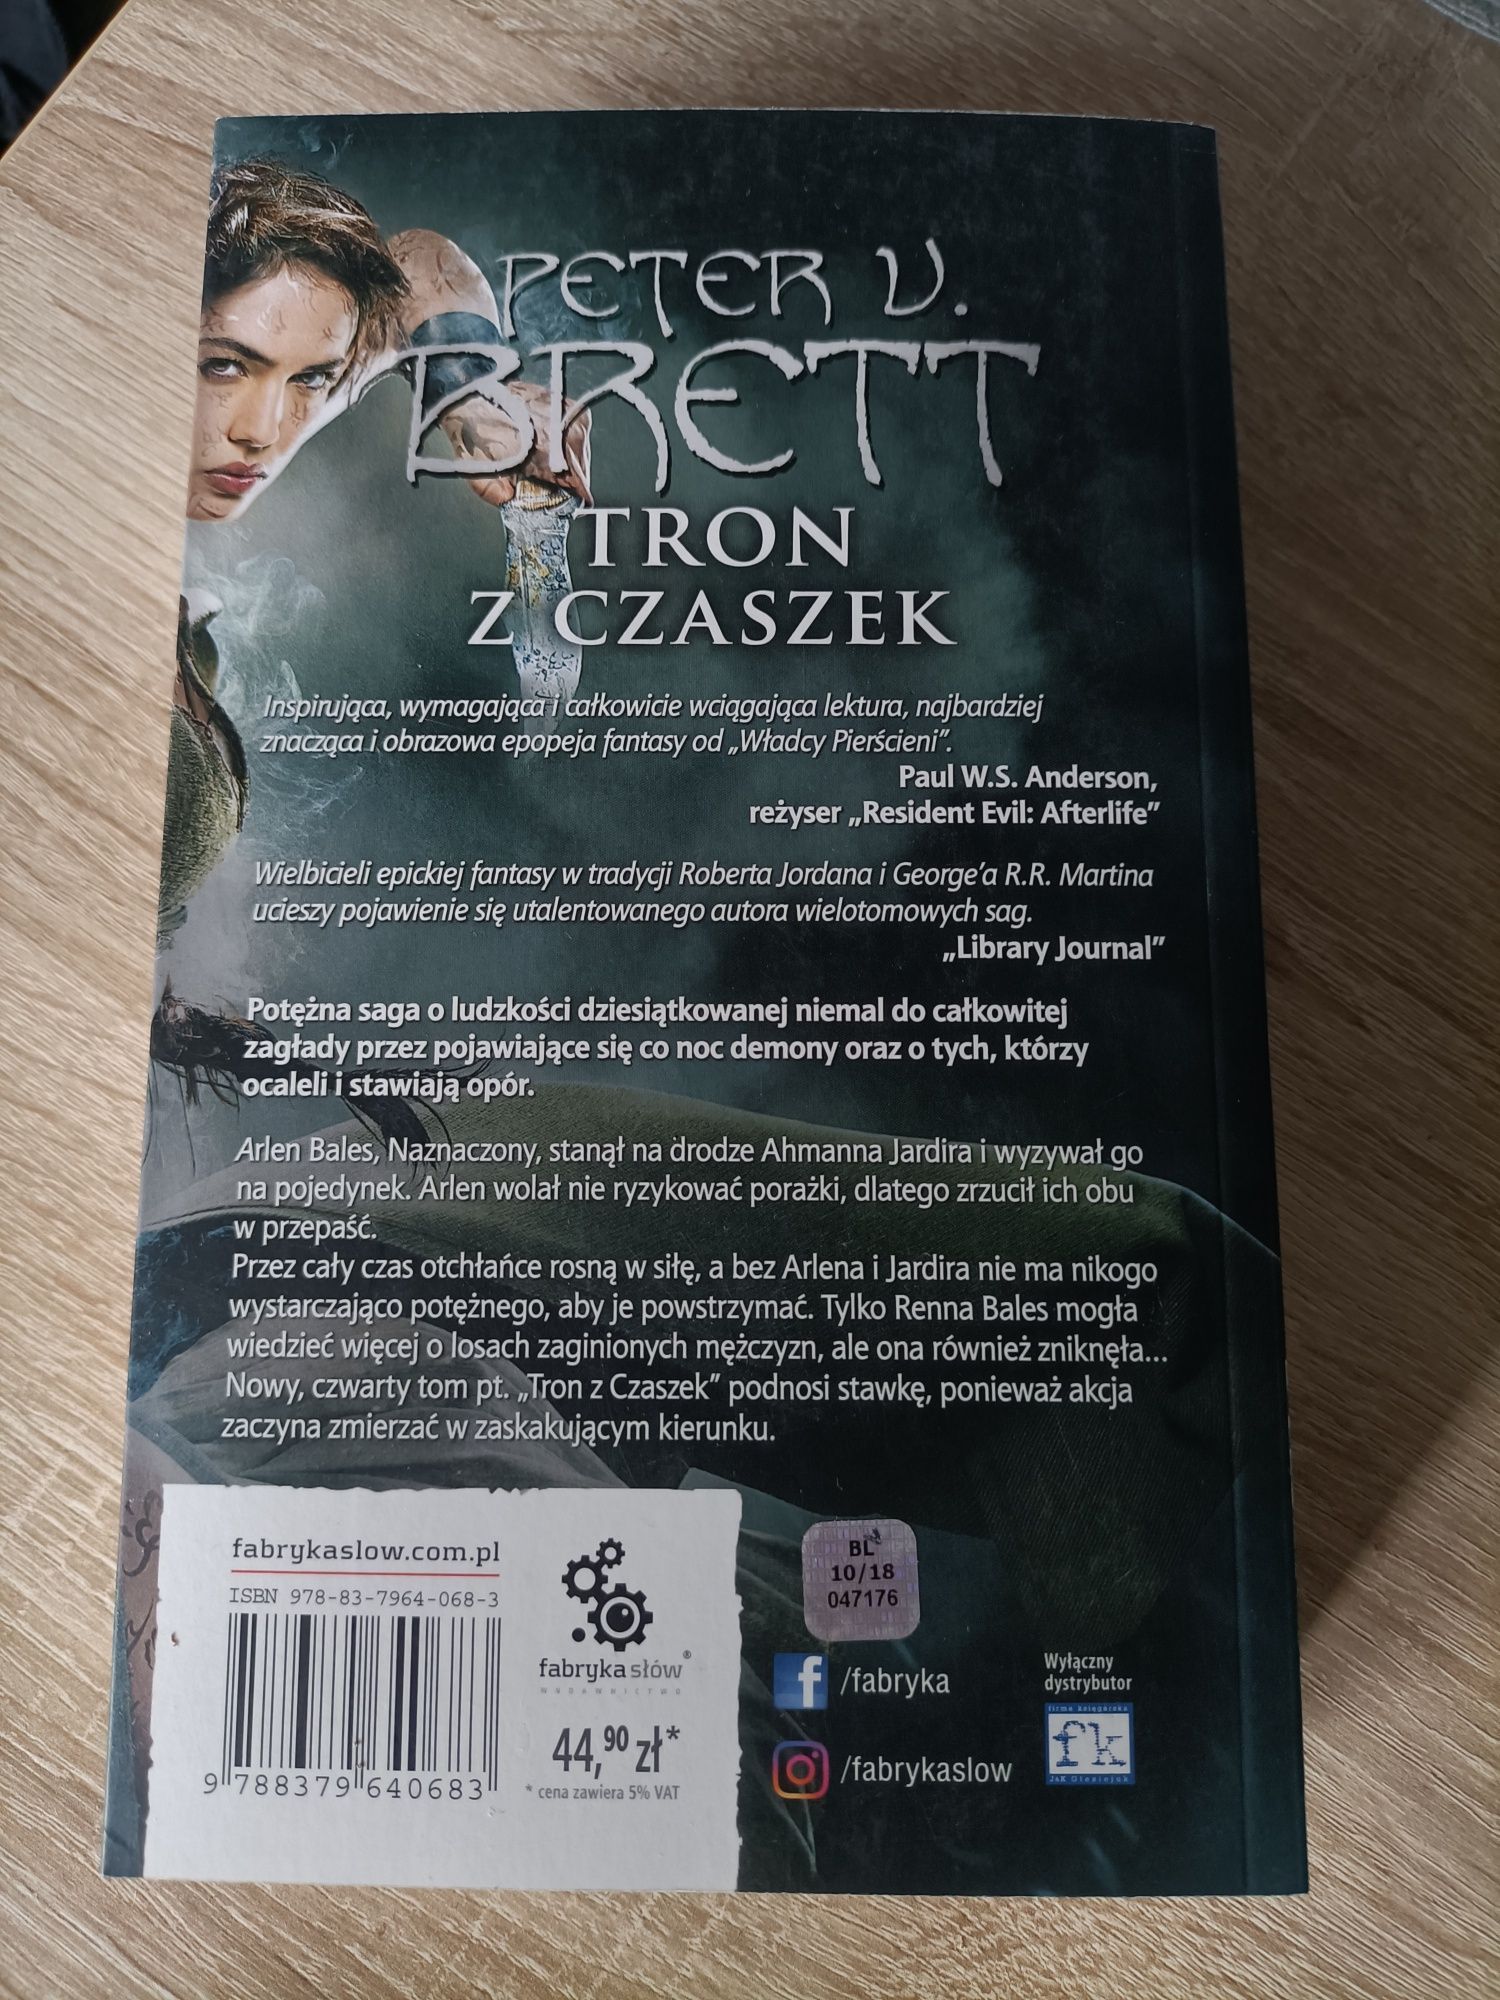 PETER V.
BRETT
TRON
Z CZASZEK
Inspirująca, wymagająca i całkowicie wciągająca lektura, najbardziej
znacząca i obrazowa epopeja fantasy od „Władcy Pierścieni”.
Paul W.S. Anderson,
reżyser „Resident Evil: Afterlife”
Wielbicieli epickiej fantasy w tradycji Roberta Jordana i George’a R.R. Martina
ucieszy pojawienie się utalentowanego autora wielotomowych sag.
„Library Journal”
Potężna saga o ludzkości dziesiątkowanej niemal do całkowitej
zagłady przez pojawiające się co noc demony oraz o tych, którzy
ocaleli i stawiają opór.
Arlen Bales, Naznaczony, stanął na drodze Ahmanna Jardira i wyzywał go
na pojedynek. Arlen wolał nie ryzykować porażki, dlatego zrzucił ich obu
w przepaść.
Przez cały czas otchłańce rosną w siłę, a bez Arlena i Jardira nie ma nikogo
wystarczająco potężnego, aby je powstrzymać. Tylko Renna Bales mogła
wiedzieć więcej o losach zaginionych mężczyzn, ale ona również zniknęła...
Nowy, czwarty tom pt. „Tron z Czaszek” podnosi stawkę, ponieważ akcja
zaczyna zmierzać w zaskakującym kierunku.
fabrykaslow.com.pl
ISBN 978-83-7964-068-3
9 788379 640683
fabryka słów®
WYDAWNICTWO
44,90 zł*
* cena zawiera 5% VAT
BL
10/18
047176
/fabryka
/fabrykaslow
Wyłączny
dystrybutor
firma księgarska
fk
J&K Olesiejuk